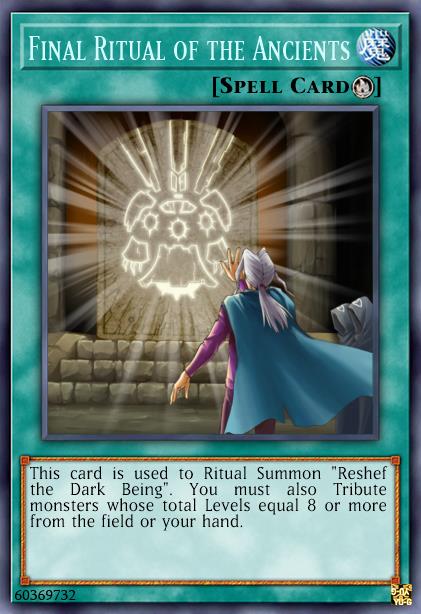 Final Ritual of the Ancients
魔
[Spell Card]
This card is used to Ritual Summon "Reshef
the Dark Being". You must also Tribute
monsters whose total Levels equal 8 or more
from the field or your hand.
60369732